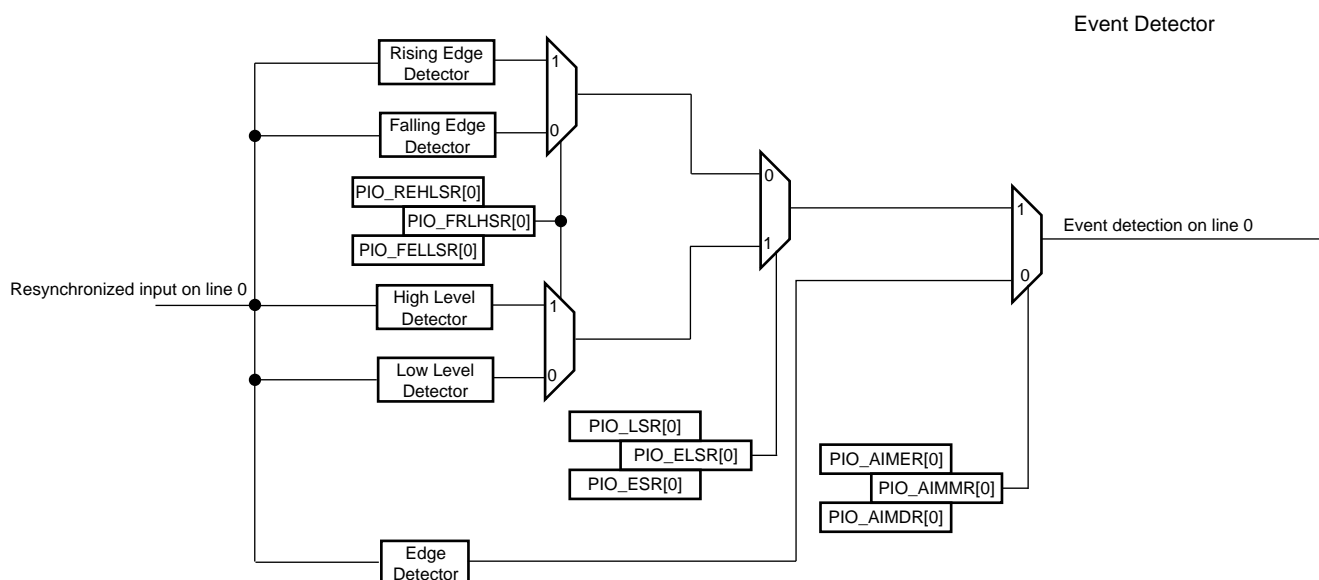 Event Detector
Rising Edge
Detector
1
Falling Edge
Detector
0
PIO_REHLSR[0]
PIO_FRLHSR[0]
PIO_FELLSR[0]
0
1
1
0
Event detection on line 0
Resynchronized input on line 0
High Level
Detector
1
Low Level
Detector
0
PIO_LSR[0]
PIO_ELSR[0]
PIO_ESR[0]
PIO_AIMER[0]
PIO_AIMMR[0]
PIO_AIMDR[0]
Edge
Detector